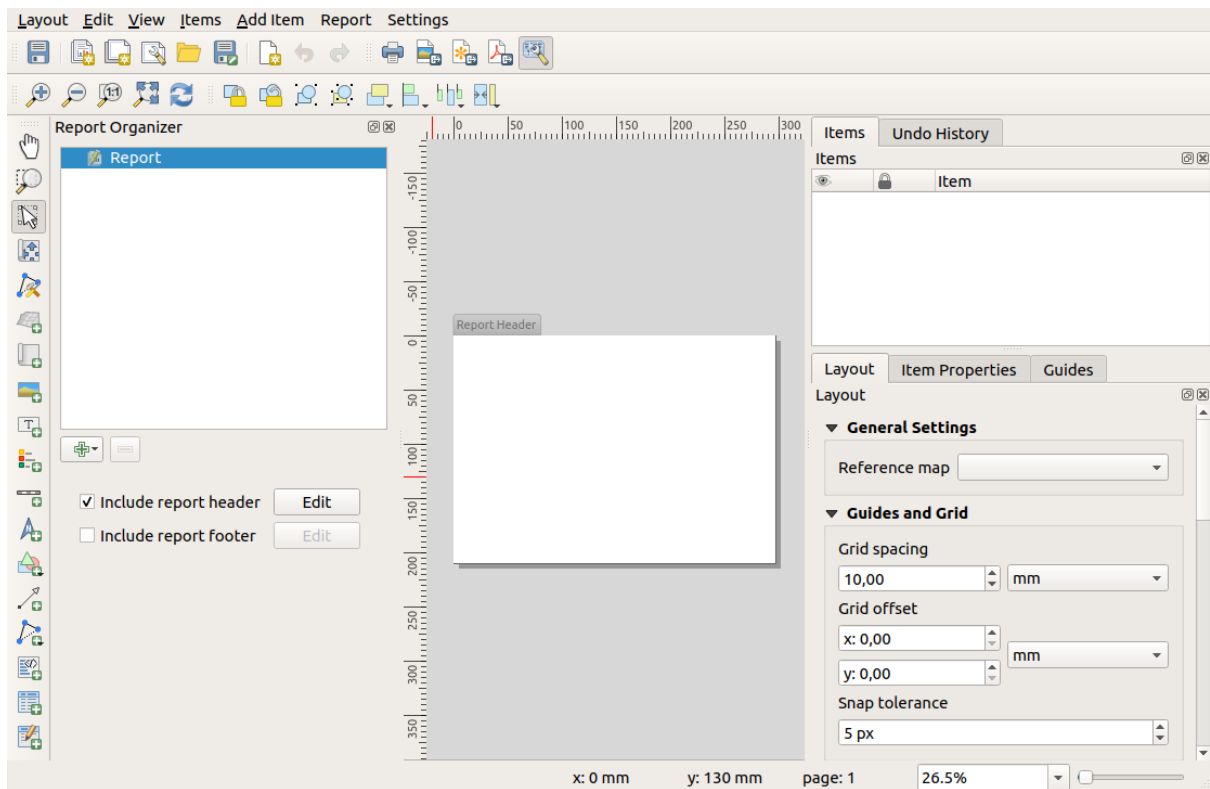 Layout Edit View Items Add Item Report Settings
1:1
Report Organizer
Report
Include report header Edit
Include report footer Edit
0 50 100 150 200 250 300
-150
-100
-50
0
50
100
150
200
250
300
350
Report Header
Items Undo History
Items
Item
Layout Item Properties Guides
Layout
General Settings
Reference map
Guides and Grid
Grid spacing
10,00 mm
Grid offset
x: 0,00
mm
y: 0,00
Snap tolerance
5 px
x: 0 mm y: 130 mm page: 1 26.5%